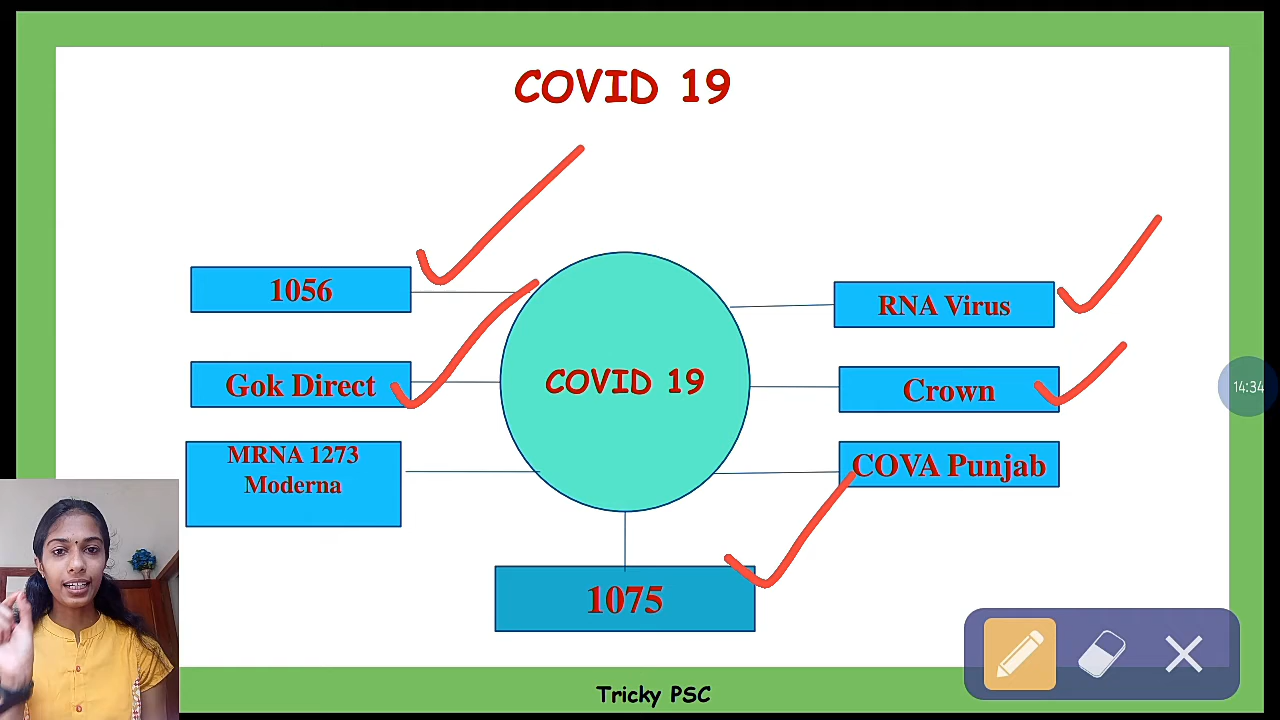 COVID 19
1056
Gok Direct
MRNA 1273
Moderna
COVID 19
RNA Virus
Crown
COVA Punjab
1075
14:34
Tricky PSC